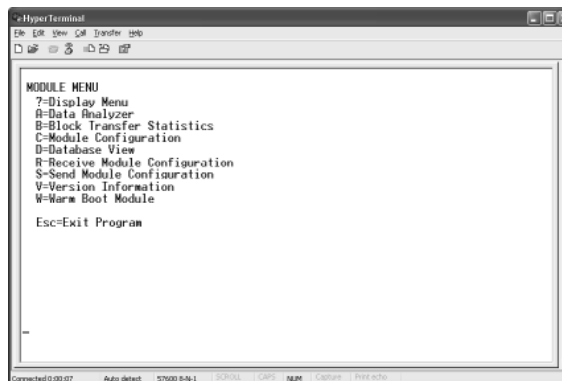 HyperTerminal
File Edit View Call Transfer Help
MODULE MENU
?=Display Menu
A=Data Analyzer
B=Block Transfer Statistics
C=Module Configuration
D=Database View
R=Receive Module Configuration
S=Send Module Configuration
V=Version Information
W=Warm Boot Module
Esc=Exit Program
Connected 0:00:07 Auto detect 57600 8-N-1 SCROLL CAPS NUM Capture Print echo